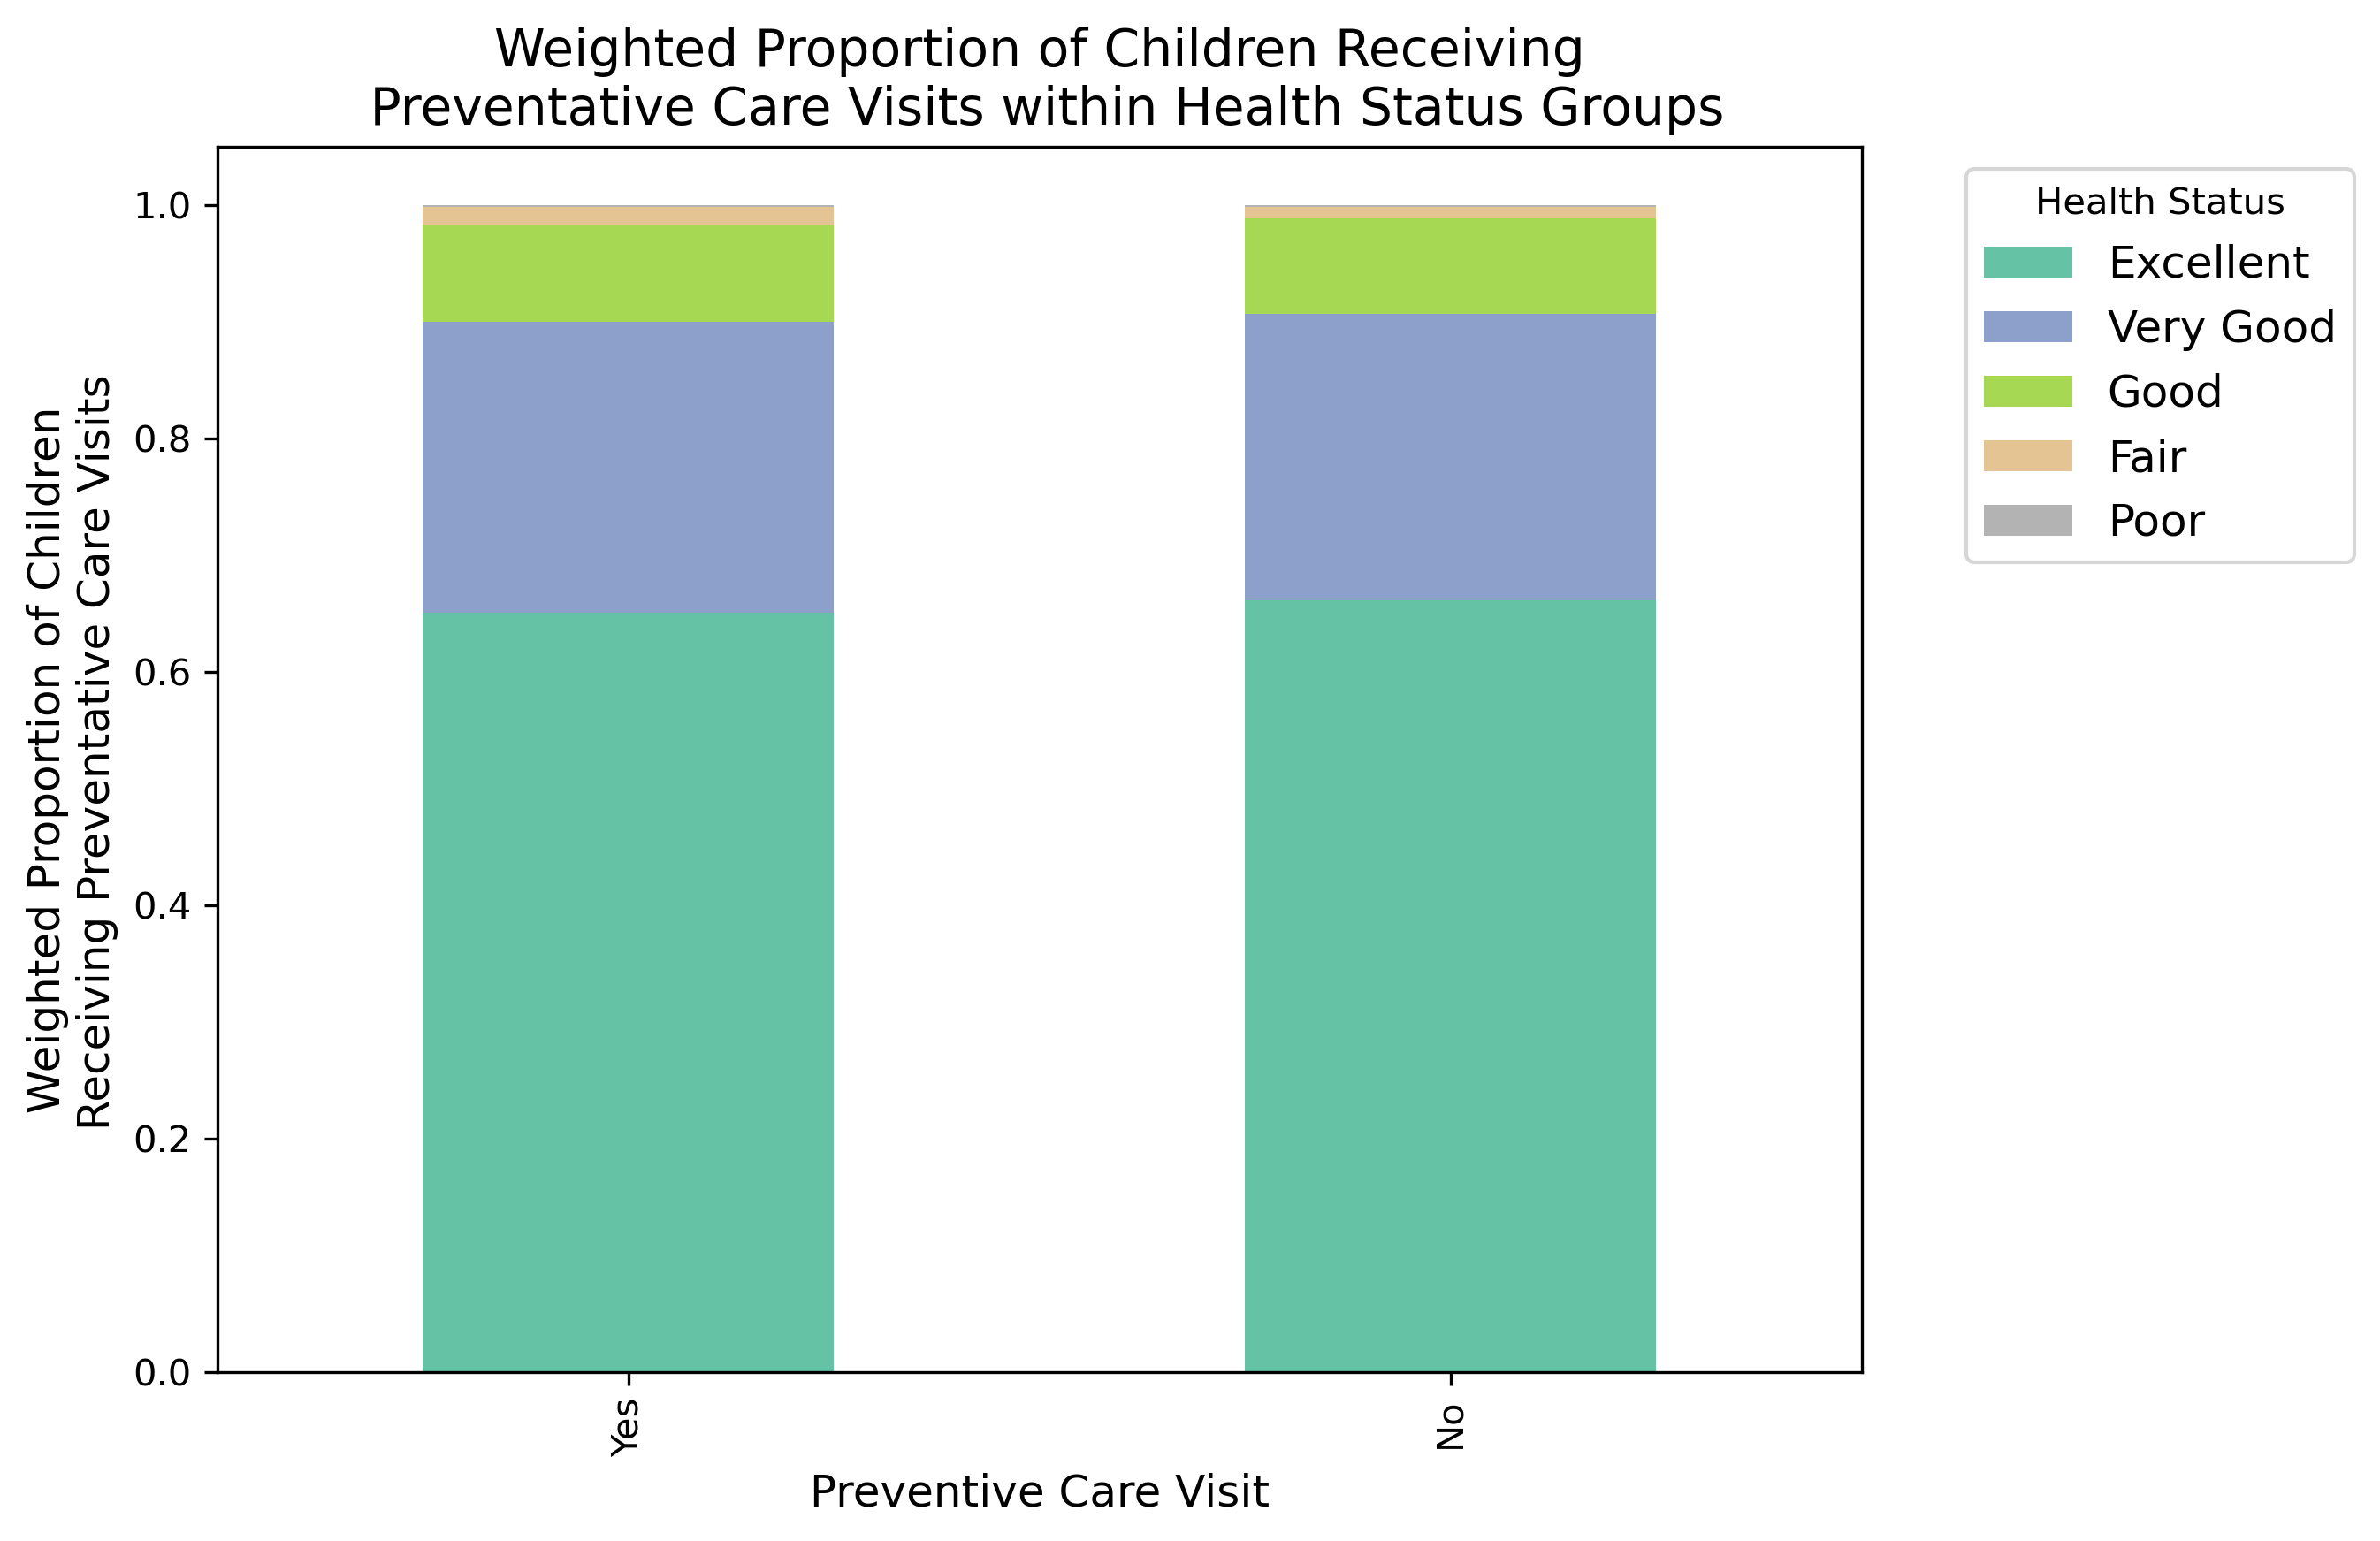 Weighted Proportion of Children Receiving
Preventative Care Visits within Health Status Groups
Weighted Proportion of Children
Receiving Preventative Care Visits
1.0
0.8
0.6
0.4
0.2
0.0
Yes
No
Preventive Care Visit
Health Status
Excellent
Very Good
Good
Fair
Poor